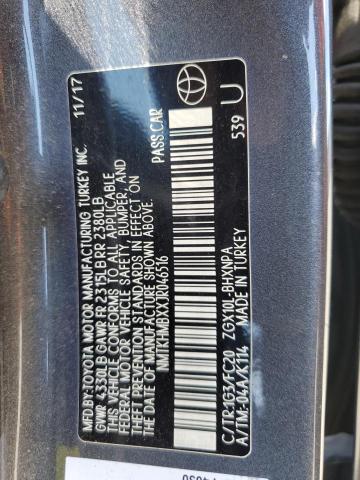 MFD. BY: TOYOTA MOTOR MANUFACTURING TURKEY INC. 11/17
GVWR 4330LB GAWR FR 2315LB RR 2380LB
THIS VEHICLE CONFORMS TO ALL APPLICABLE
FEDERAL MOTOR VEHICLE SAFETY, BUMPER, AND
THEFT PREVENTION STANDARDS IN EFFECT ON
THE DATE OF MANUFACTURE SHOWN ABOVE.
NMTKHMBXXJR046516 PASS.CAR
C/TR:1G3/FC20 ZGX10L-BHXNPA
A/TM:-04A/K114 TURKEY 539 U